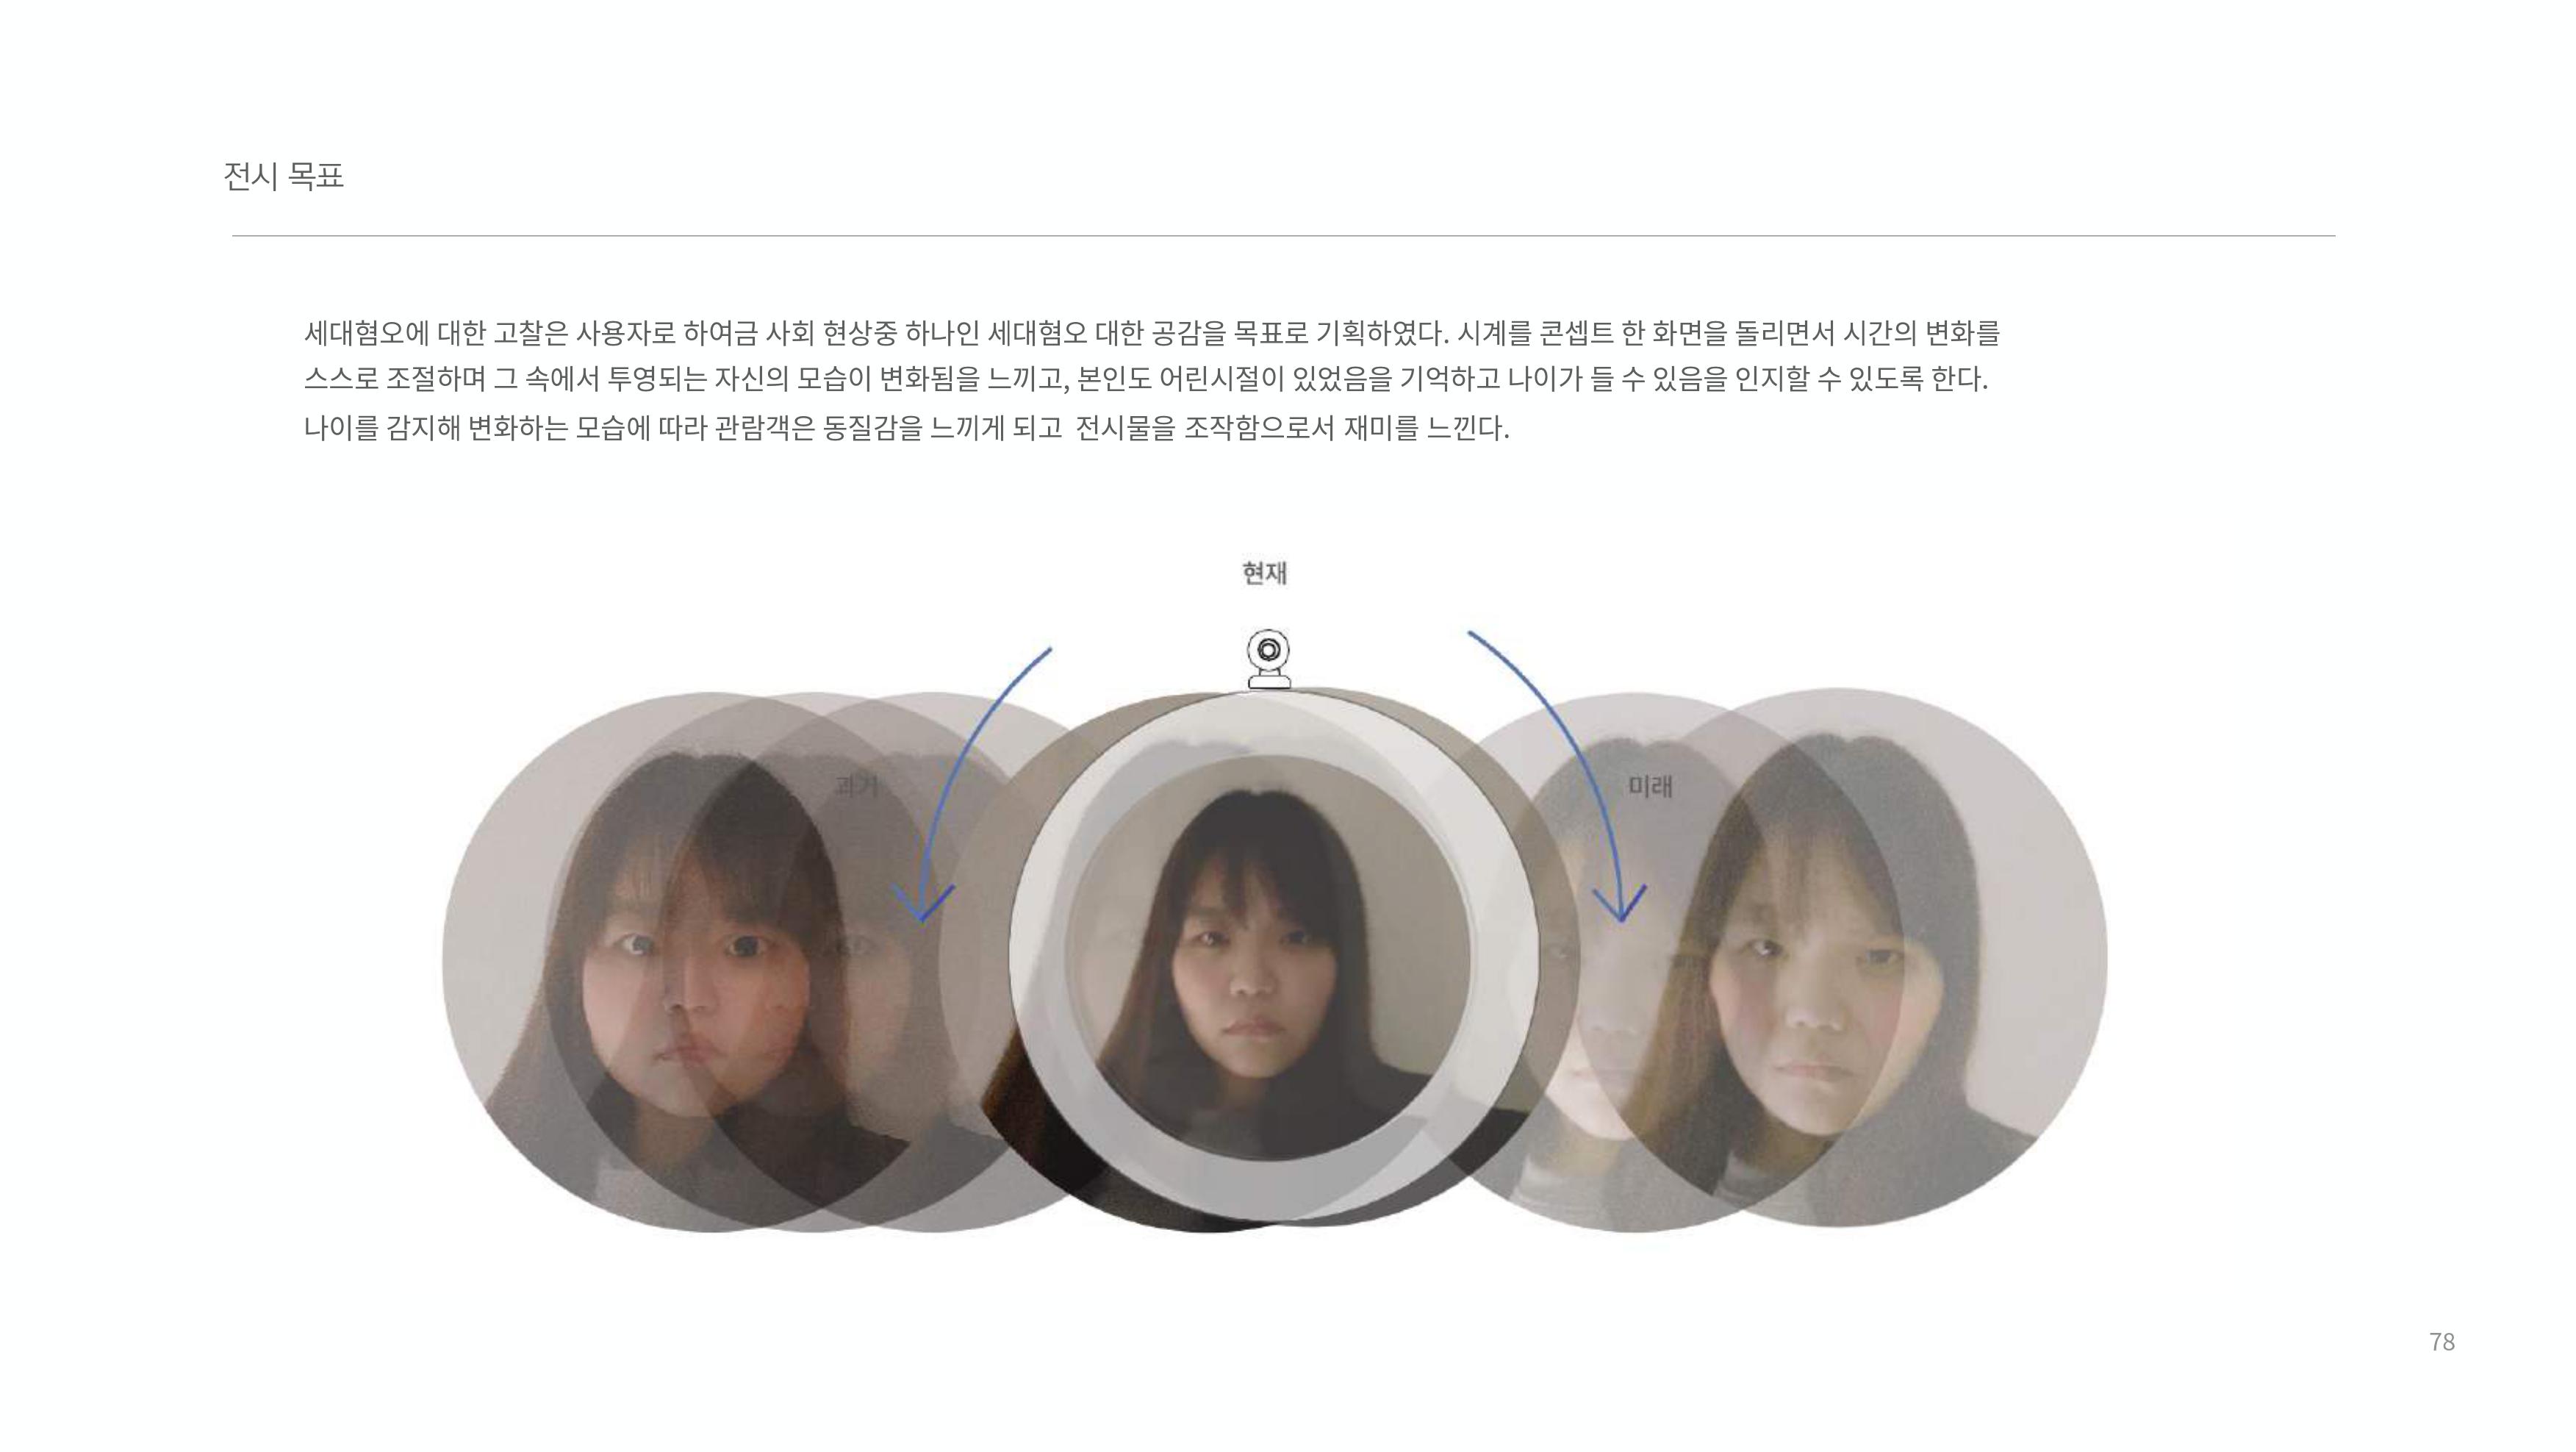 전시 목표
세대혐오에 대한 고찰은 사용자로 하여금 사회 현상중 하나인 세대혐오 대한 공감을 목표로 기획하였다. 시계를 콘셉트 한 화면을 돌리면서 시간의 변화를
스스로 조절하며 그 속에서 투영되는 자신의 모습이 변화됨을 느끼고, 본인도 어린시절이 있었음을 기억하고 나이가 들 수 있음을 인지할 수 있도록 한다.
나이를 감지해 변화하는 모습에 따라 관람객은 동질감을 느끼게 되고  전시물을 조작함으로서 재미를 느낀다.
현재
과거
미래
78